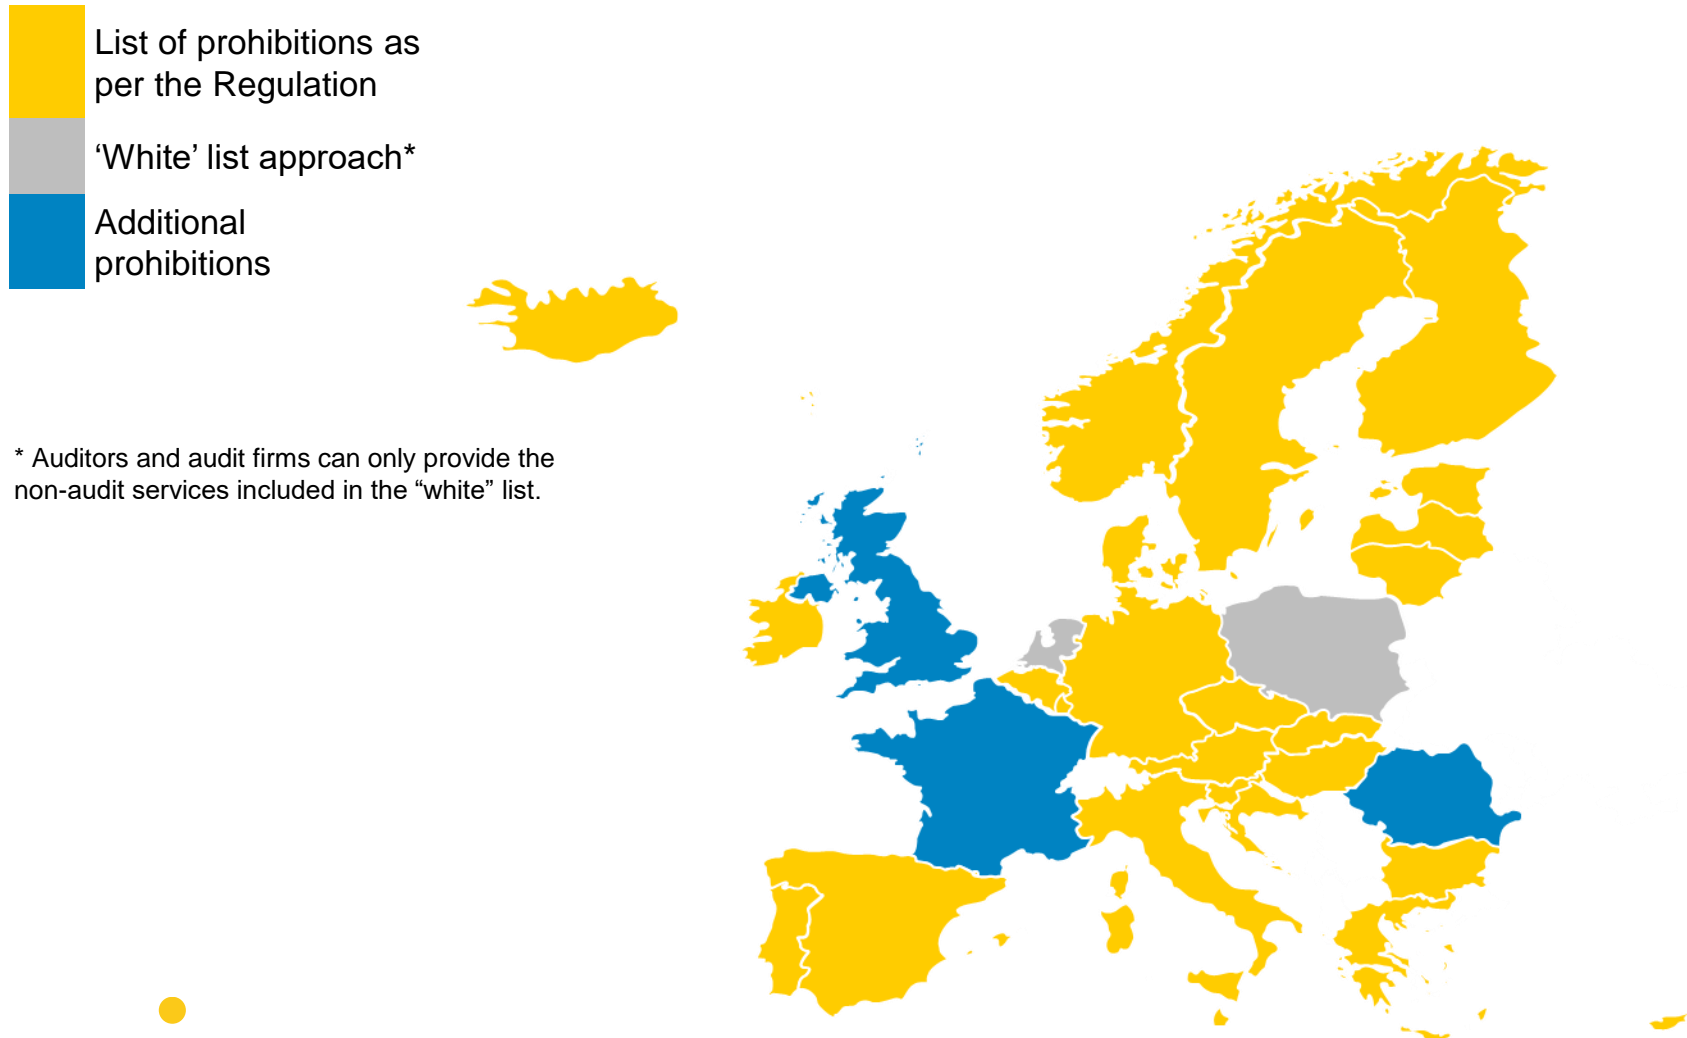 List of prohibitions as
per the Regulation
‘White’ list approach*
Additional
prohibitions
* Auditors and audit firms can only provide the
non-audit services included in the “white” list.